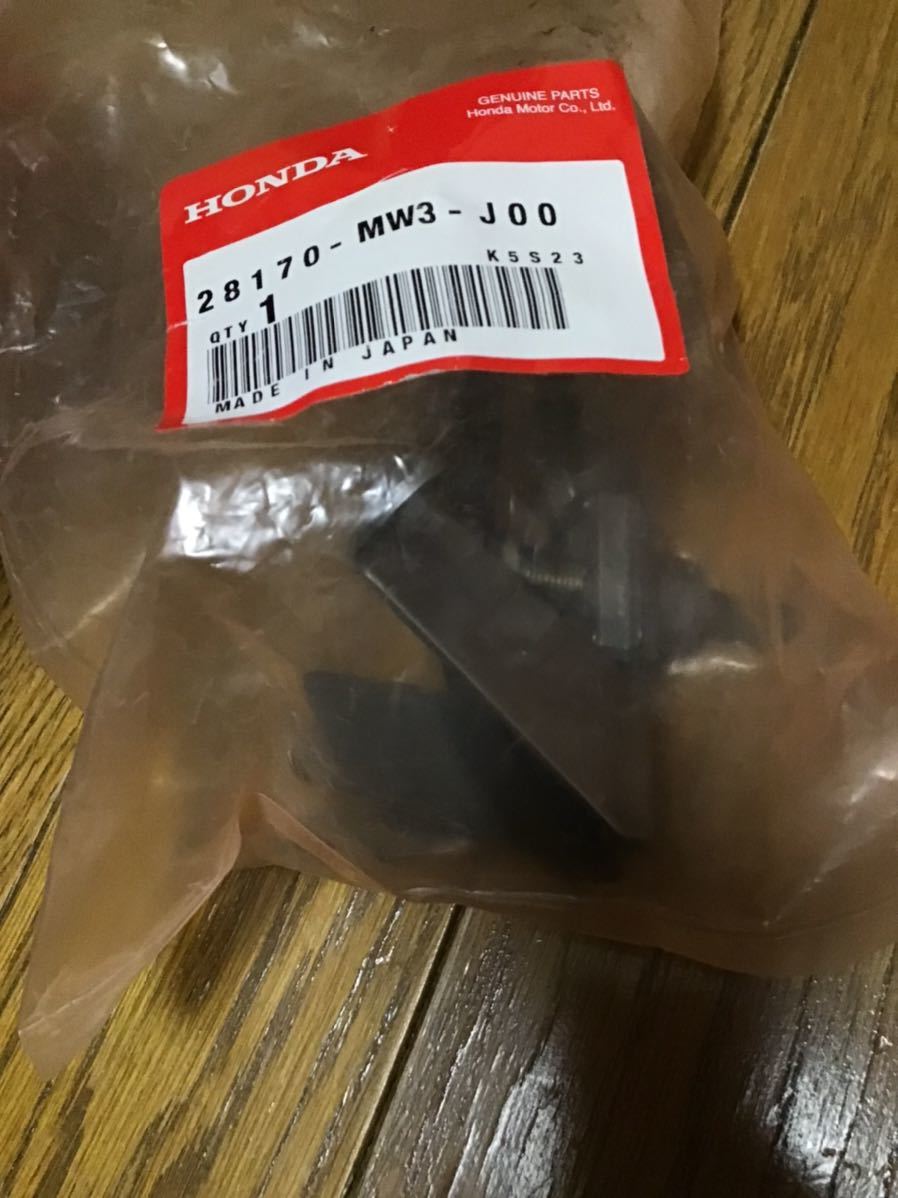 GENUINE PARTS
Honda Motor Co., Ltd.
HONDA
28170-MW3-J00
K5S23
QTY 1
MADE IN JAPAN